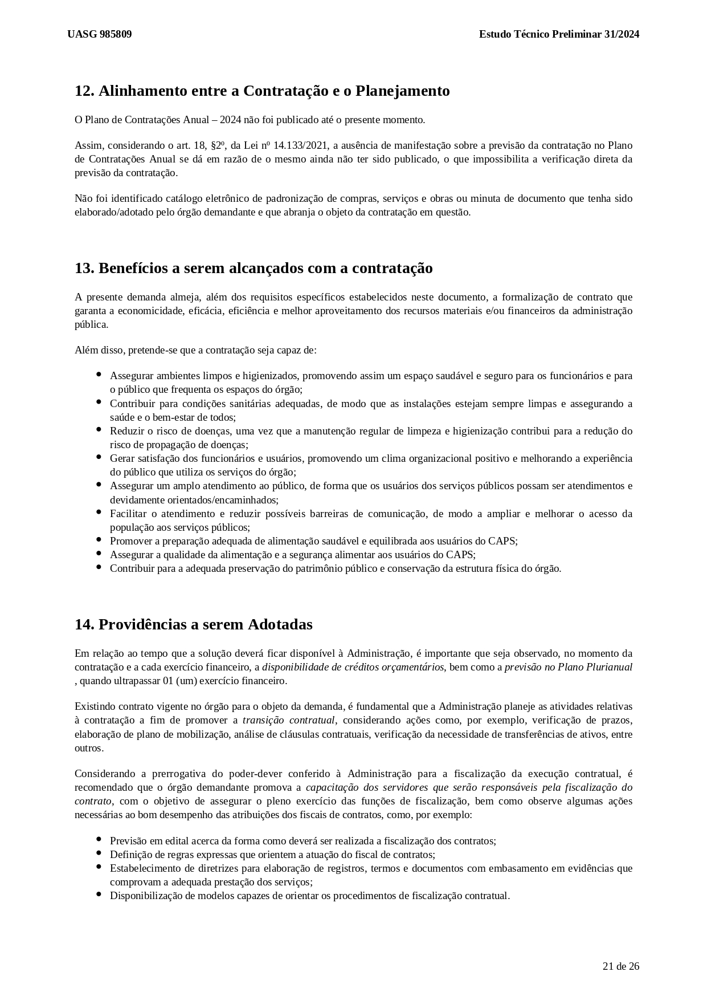 UASG 985809
Estudo Técnico Preliminar 31/2024
12. Alinhamento entre a Contratação e o Planejamento
O Plano de Contratações Anual – 2024 não foi publicado até o presente momento.
Assim, considerando o art. 18, §2º, da Lei nº 14.133/2021, a ausência de manifestação sobre a previsão da contratação no Plano
de Contratações Anual se dá em razão de o mesmo ainda não ter sido publicado, o que impossibilita a verificação direta da
previsão da contratação.
Não foi identificado catálogo eletrônico de padronização de compras, serviços e obras ou minuta de documento que tenha sido
elaborado/adotado pelo órgão demandante e que abranja o objeto da contratação em questão.
13. Benefícios a serem alcançados com a contratação
A presente demanda almeja, além dos requisitos específicos estabelecidos neste documento, a formalização de contrato que
garanta a economicidade, eficácia, eficiência e melhor aproveitamento dos recursos materiais e/ou financeiros da administração
pública.
Além disso, pretende-se que a contratação seja capaz de:
● Assegurar ambientes limpos e higienizados, promovendo assim um espaço saudável e seguro para os funcionários e para
o público que frequenta os espaços do órgão;
● Contribuir para condições sanitárias adequadas, de modo que as instalações estejam sempre limpas e assegurando a
saúde e o bem-estar de todos;
● Reduzir o risco de doenças, uma vez que a manutenção regular de limpeza e higienização contribui para a redução do
risco de propagação de doenças;
● Gerar satisfação dos funcionários e usuários, promovendo um clima organizacional positivo e melhorando a experiência
do público que utiliza os serviços do órgão;
● Assegurar um amplo atendimento ao público, de forma que os usuários dos serviços públicos possam ser atendimentos e
devidamente orientados/encaminhados;
● Facilitar o atendimento e reduzir possíveis barreiras de comunicação, de modo a ampliar e melhorar o acesso da
população aos serviços públicos;
● Promover a preparação adequada de alimentação saudável e equilibrada aos usuários do CAPS;
● Assegurar a qualidade da alimentação e a segurança alimentar aos usuários do CAPS;
● Contribuir para a adequada preservação do patrimônio público e conservação da estrutura física do órgão.
14. Providências a serem Adotadas
Em relação ao tempo que a solução deverá ficar disponível à Administração, é importante que seja observado, no momento da
contratação e a cada exercício financeiro, a disponibilidade de créditos orçamentários, bem como a previsão no Plano Plurianual
, quando ultrapassar 01 (um) exercício financeiro.
Existindo contrato vigente no órgão para o objeto da demanda, é fundamental que a Administração planeje as atividades relativas
à contratação a fim de promover a transição contratual, considerando ações como, por exemplo, verificação de prazos,
elaboração de plano de mobilização, análise de cláusulas contratuais, verificação da necessidade de transferências de ativos, entre
outros.
Considerando a prerrogativa do poder-dever conferido à Administração para a fiscalização da execução contratual, é
recomendado que o órgão demandante promova a capacitação dos servidores que serão responsáveis pela fiscalização do
contrato, com o objetivo de assegurar o pleno exercício das funções de fiscalização, bem como observe algumas ações
necessárias ao bom desempenho das atribuições dos fiscais de contratos, como, por exemplo:
● Previsão em edital acerca da forma como deverá ser realizada a fiscalização dos contratos;
● Definição de regras expressas que orientem a atuação do fiscal de contratos;
● Estabelecimento de diretrizes para elaboração de registros, termos e documentos com embasamento em evidências que
comprovam a adequada prestação dos serviços;
● Disponibilização de modelos capazes de orientar os procedimentos de fiscalização contratual.
21 de 26